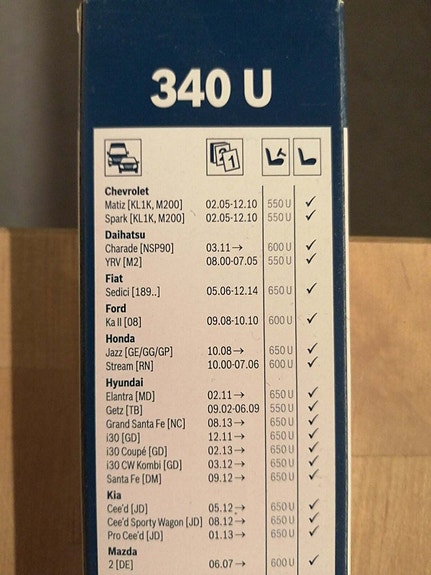 340 U
1
Chevrolet
Matiz [KL1K, M200] 02.05-12.10 550 U ✓
Spark [KL1K, M200] 02.05-12.10 550 U ✓
Daihatsu
Charade [NSP90] 03.11→ 600 U ✓
YRV [M2] 08.00-07.05 550 U ✓
Fiat
Sedici [189..] 05.06-12.14 650 U ✓
Ford
Ka II [08] 09.08-10.10 600 U ✓
Honda
Jazz [GE/GG/GP] 10.08→ 650 U ✓
Stream [RN] 10.00-07.06 600 U ✓
Hyundai
Elantra [MD] 02.11→ 650 U ✓
Getz [TB] 09.02-06.09 550 U ✓
Grand Santa Fe [NC] 08.13→ 650 U ✓
i30 [GD] 12.11→ 650 U ✓
i30 Coupé [GD] 02.13→ 650 U ✓
i30 CW Kombi [GD] 03.12→ 650 U ✓
Santa Fe [DM] 09.12→ 650 U ✓
Kia
Cee'd [JD] 05.12→ 650 U ✓
Cee'd Sporty Wagon [JD] 08.12→ 650 U ✓
Pro Cee'd [JD] 01.13→ 650 U ✓
Mazda
2 [DE] 06.07→ 600 U ✓